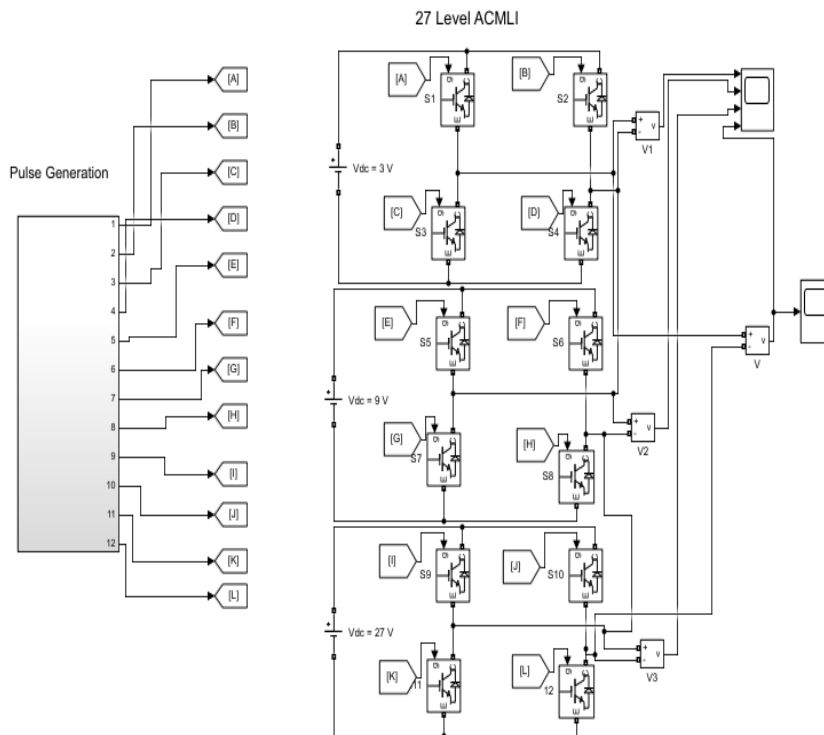 27 Level ACMLI
Pulse Generation
1
2
3
4
5
6
7
8
9
10
11
12
[A]
[B]
[C]
[D]
[E]
[F]
[G]
[H]
[I]
[J]
[K]
[L]
[A]
g C
E
S1
[B]
g C
E
S2
+
-
v
V1
Vdc = 3 V
[C]
g C
E
S3
[D]
g C
E
S4
[E]
g C
E
S5
[F]
g C
E
S6
+
-
v
V
Vdc = 9 V
[G]
g C
E
S7
[H]
g C
E
S8
+
-
v
V2
[I]
g C
E
S9
[J]
g C
E
S10
Vdc = 27 V
[K]
g C
E
11
[L]
g C
E
12
+
-
v
V3